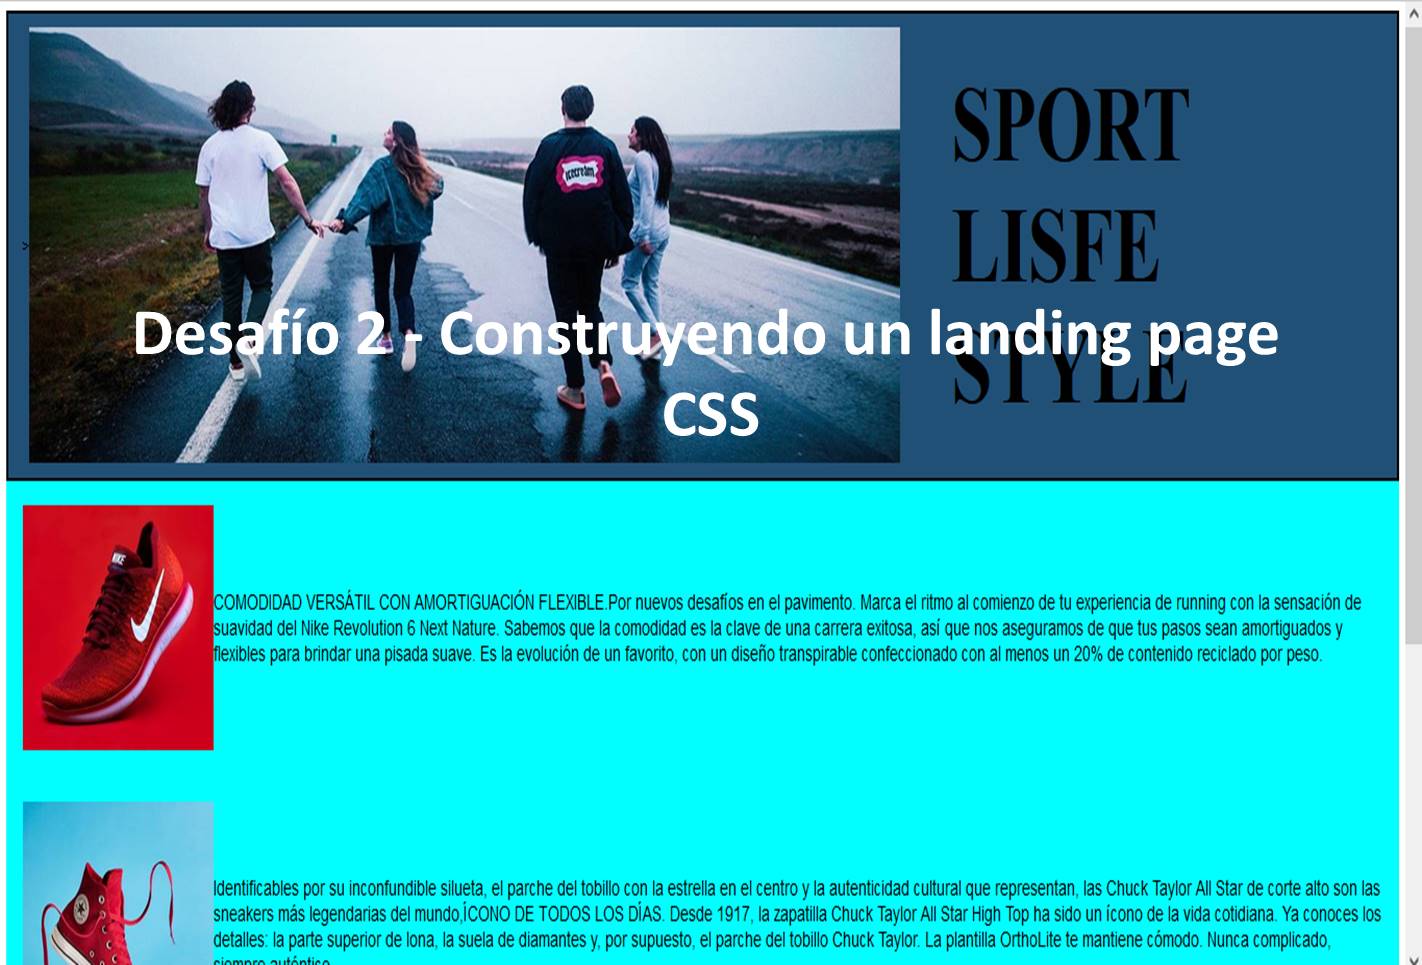 SPORT
LISFE
STYLE
icecream
>
Desafío 2 - Construyendo un landing page
CSS
NIKE
COMODIDAD VERSÁTIL CON AMORTIGUACIÓN FLEXIBLE.Por nuevos desafíos en el pavimento. Marca el ritmo al comienzo de tu experiencia de running con la sensación de
suavidad del Nike Revolution 6 Next Nature. Sabemos que la comodidad es la clave de una carrera exitosa, así que nos aseguramos de que tus pasos sean amortiguados y
flexibles para brindar una pisada suave. Es la evolución de un favorito, con un diseño transpirable confeccionado con al menos un 20% de contenido reciclado por peso.
Identificables por su inconfundible silueta, el parche del tobillo con la estrella en el centro y la autenticidad cultural que representan, las Chuck Taylor All Star de corte alto son las
sneakers más legendarias del mundo,ÍCONO DE TODOS LOS DÍAS. Desde 1917, la zapatilla Chuck Taylor All Star High Top ha sido un ícono de la vida cotidiana. Ya conoces los
detalles: la parte superior de lona, la suela de diamantes y, por supuesto, el parche del tobillo Chuck Taylor. La plantilla OrthoLite te mantiene cómodo. Nunca complicado,
siempre auténtico